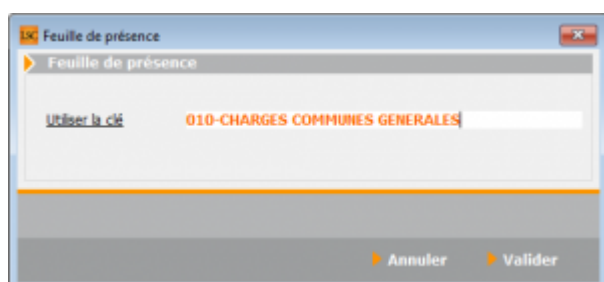 LSC Feuille de présence
Feuille de présence
Utiliser la clé 010-CHARGES COMMUNES GENERALES
Annuler Valider